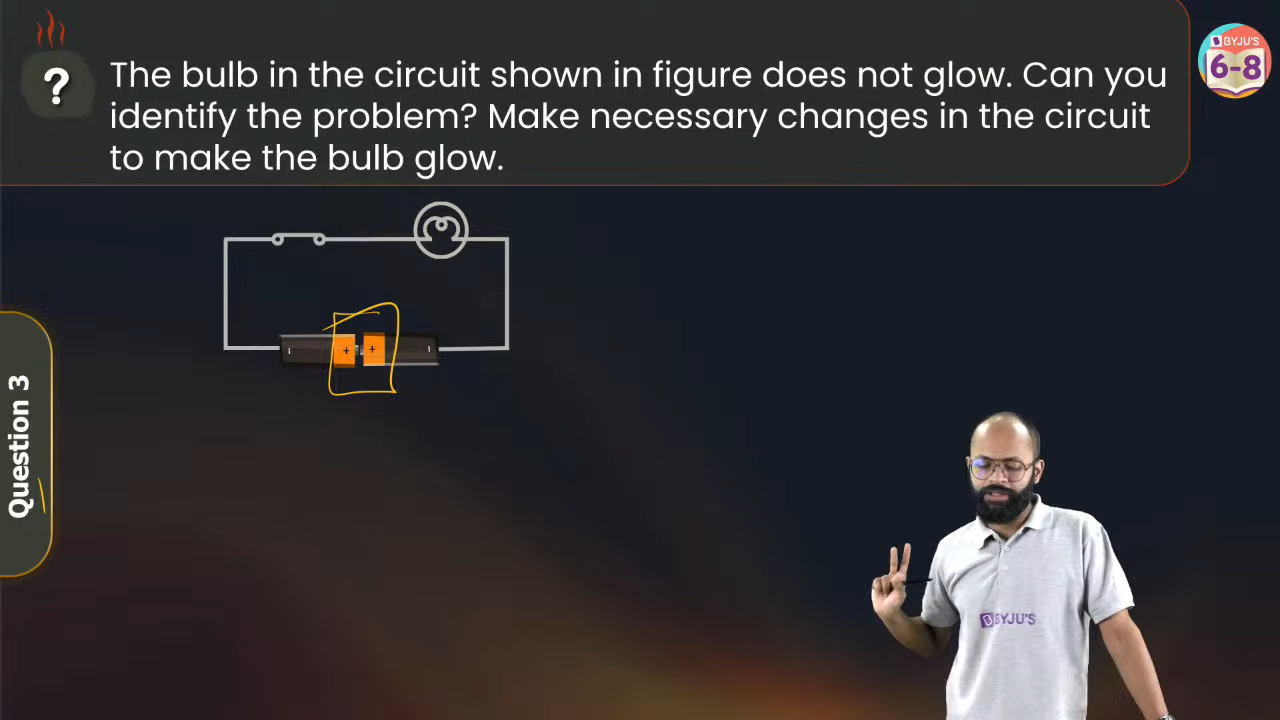 ?
The bulb in the circuit shown in figure does not glow. Can you
identify the problem? Make necessary changes in the circuit
to make the bulb glow.
BYJU'S
6-8
+ +
Question 3
BYJU'S